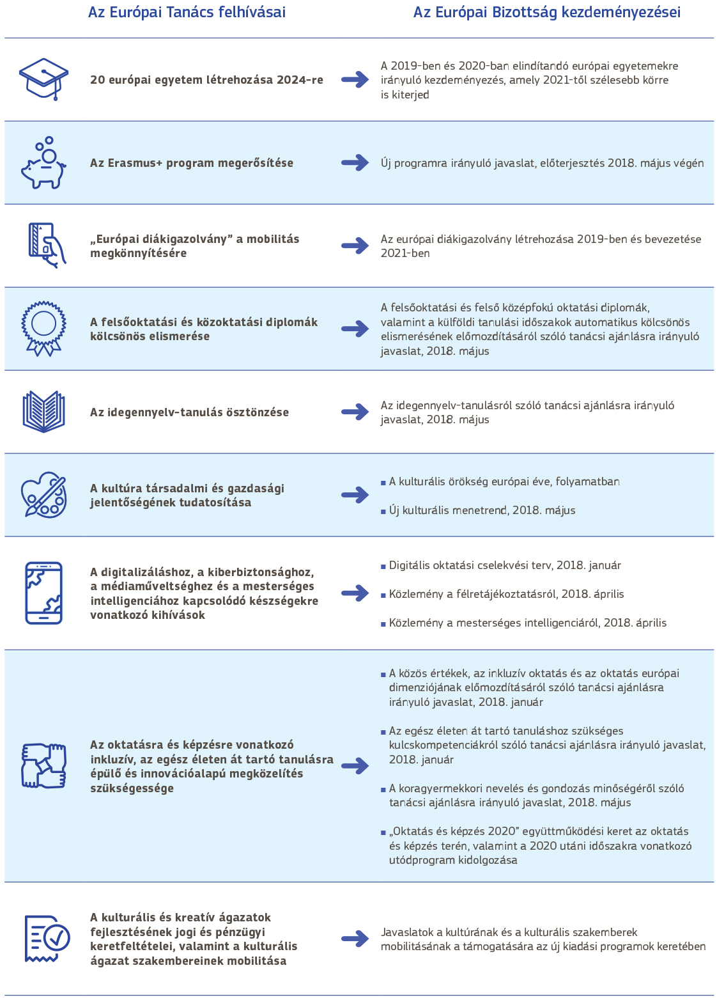 Az Európai Tanács felhívásai
Az Európai Bizottság kezdeményezései
20 európai egyetem létrehozása 2024-re
A 2019-ben és 2020-ban elindítandó európai egyetemekre
irányuló kezdeményezés, amely 2021-től szélesebb körre
is kiterjed
Az Erasmus+ program megerősítése
Új programra irányuló javaslat, előterjesztés 2018. május végén
„Európai diákigazolvány” a mobilitás
megkönnyítésére
Az európai diákigazolvány létrehozása 2019-ben és bevezetése
2021-ben
A felsőoktatási és közoktatási diplomák
kölcsönös elismerése
A felsőoktatási és felső középfokú oktatási diplomák,
valamint a külföldi tanulási időszakok automatikus kölcsönös
elismerésének előmozdításáról szóló tanácsi ajánlásra irányuló
javaslat, 2018. május
Az idegennyelv-tanulás ösztönzése
Az idegennyelv-tanulásról szóló tanácsi ajánlásra irányuló
javaslat, 2018. május
A kultúra társadalmi és gazdasági
jelentőségének tudatosítása
▪ A kulturális örökség európai éve, folyamatban
▪ Új kulturális menetrend, 2018. május
A digitalizáláshoz, a kiberbiztonsághoz,
a médiaműveltséghez és a mesterséges
intelligenciához kapcsolódó készségekre
vonatkozó kihívások
▪ Digitális oktatási cselekvési terv, 2018. január
▪ Közlemény a félretájékoztatásról, 2018. április
▪ Közlemény a mesterséges intelligenciáról, 2018. április
Az oktatásra és képzésre vonatkozó
inkluzív, az egész életen át tartó tanulásra
épülő és innovációalapú megközelítés
szükségessége
▪ A közös értékek, az inkluzív oktatás és az oktatás európai
dimenziójának előmozdításáról szóló tanácsi ajánlásra
irányuló javaslat, 2018. január
▪ Az egész életen át tartó tanuláshoz szükséges
kulcskompetenciákról szóló tanácsi ajánlásra irányuló javaslat,
2018. január
▪ A koragyermekkori nevelés és gondozás minőségéről szóló
tanácsi ajánlásra irányuló javaslat, 2018. május
▪ „Oktatás és képzés 2020” együttműködési keret az oktatás
és képzés terén, valamint a 2020 utáni időszakra vonatkozó
utódprogram kidolgozása
A kulturális és kreatív ágazatok
fejlesztésének jogi és pénzügyi
keretfeltételei, valamint a kulturális
ágazat szakembereinek mobilitása
Javaslatok a kultúrának és a kulturális szakemberek
mobilitásának a támogatására az új kiadási programok keretében